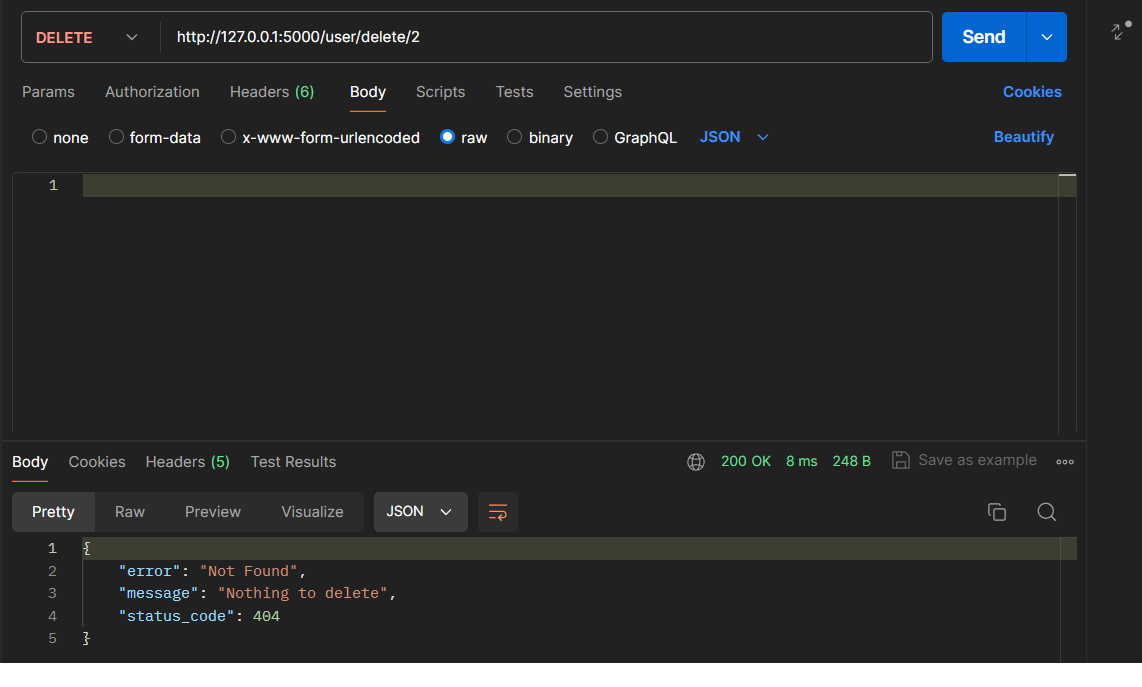 DELETE http://127.0.0.1:5000/user/delete/2 Send
Params Authorization Headers (6) Body Scripts Tests Settings Cookies
none form-data x-www-form-urlencoded raw binary GraphQL JSON Beautify
1
Body Cookies Headers (5) Test Results 200 OK 8 ms 248 B Save as example
Pretty Raw Preview Visualize JSON
1 {
2 "error": "Not Found",
3 "message": "Nothing to delete",
4 "status_code": 404
5 }